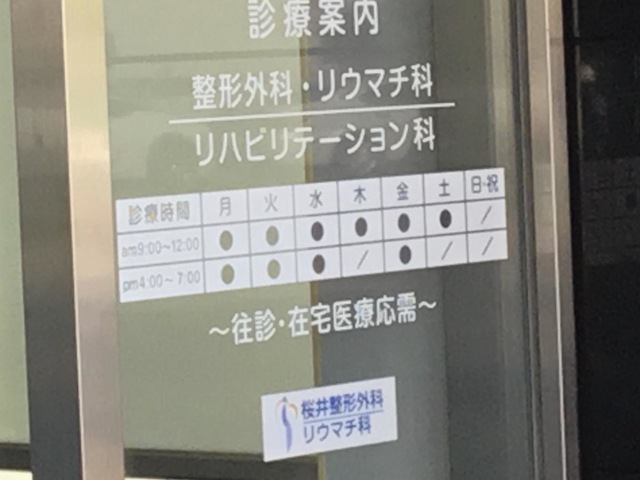 診療案内
整形外科・リウマチ科
リハビリテーション科
診療時間 月 火 水 木 金 土 日・祝
am9:00~12:00 ● ● ● ● ● ● /
pm4:00~7:00 ● ● ● / ● / /
~往診・在宅医療応需~
桜井整形外科
リウマチ科